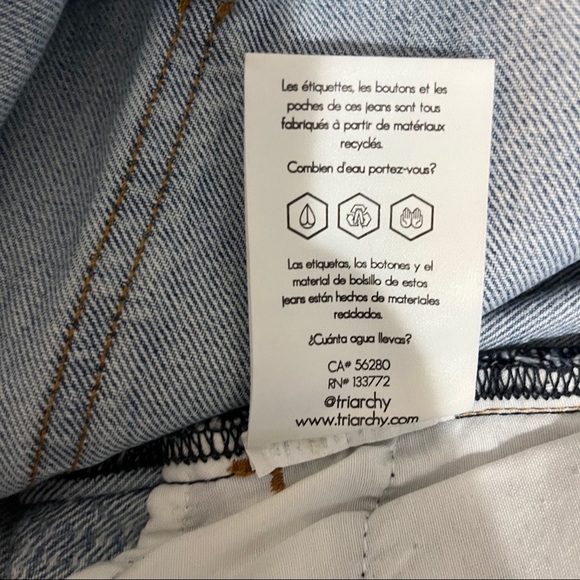 Les étiquettes, les boutons et les
poches de ces jeans sont tous
fabriqués à partir de matériaux
recyclés.
Combien d'eau portez-vous?
Las etiquetas, los botones y el
material de bolsillo de estos
jeans están hechos de materiales
reciclados.
¿Cuánta agua llevas?
CA# 56280
RN# 133772
@triarchy
www.triarchy.com